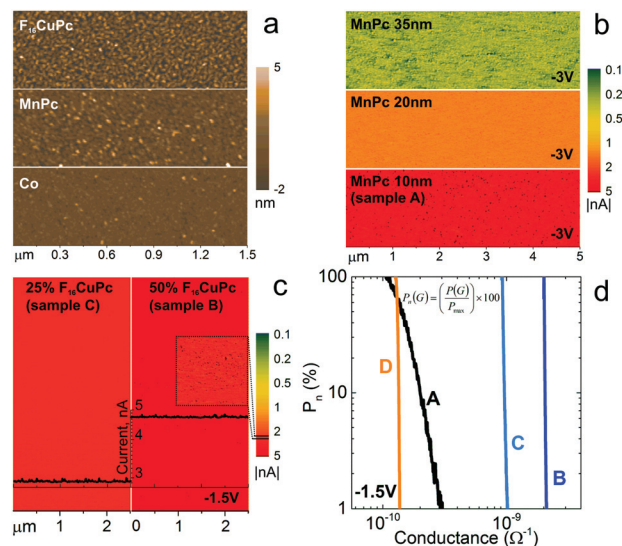 a
F₁₆CuPc
MnPc
Co
5
-2
nm
μm 0.3 0.6 0.9 1.2 1.5
b
MnPc 35nm
-3V
MnPc 20nm
-3V
MnPc 10nm
(sample A)
-3V
0.1
0.2
0.5
1
2
5
|nA|
μm 1 2 3 4 5
c
25% F₁₆CuPc
(sample C)
50% F₁₆CuPc
(sample B)
Current, nA
5
4
3
-1.5V
0.1
0.2
0.5
1
2
5
|nA|
μm 1 2 0 1 2
d
Pₙ(G)=(P(G)/Pₘₐₓ)×100
Pₙ (%)
100
10
1
D
A
C
B
-1.5V
10⁻¹⁰ 10⁻⁹
Conductance (Ω⁻¹)